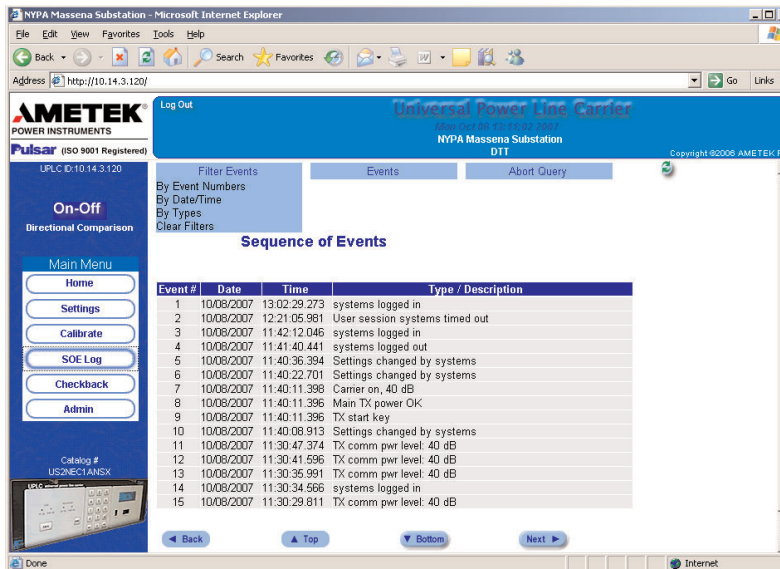 NYPA Massena Substation - Microsoft Internet Explorer
File Edit View Favorites Tools Help
Back Search Favorites
Address http://10.14.3.120/ Go Links
AMETEK®
POWER INSTRUMENTS
Pulsar (ISO 9001 Registered)
Log Out
Universal Power Line Carrier
Mon Oct 08 13:11:02 2007
NYPA Massena Substation
DTT
Copyright ©2006 AMETEK
UPLC ID:10.14.3.120
On-Off
Directional Comparison
Main Menu
Home
Settings
Calibrate
SOE Log
Checkback
Admin
Catalog #
US2NEC1ANSX
UPLC
Filter Events Events Abort Query
By Event Numbers
By Date/Time
By Types
Clear Filters
Sequence of Events
Event # Date Time Type / Description
1 10/08/2007 13:02:29.273 systems logged in
2 10/08/2007 12:21:05.981 User session systems timed out
3 10/08/2007 11:42:12.046 systems logged in
4 10/08/2007 11:41:40.441 systems logged out
5 10/08/2007 11:40:36.394 Settings changed by systems
6 10/08/2007 11:40:22.701 Settings changed by systems
7 10/08/2007 11:40:11.398 Carrier on, 40 dB
8 10/08/2007 11:40:11.396 Main TX power OK
9 10/08/2007 11:40:11.396 TX start key
10 10/08/2007 11:40:08.913 Settings changed by systems
11 10/08/2007 11:30:47.374 TX comm pwr level: 40 dB
12 10/08/2007 11:30:41.596 TX comm pwr level: 40 dB
13 10/08/2007 11:30:35.991 TX comm pwr level: 40 dB
14 10/08/2007 11:30:34.566 systems logged in
15 10/08/2007 11:30:29.811 TX comm pwr level: 40 dB
Back Top Bottom Next
Done Internet